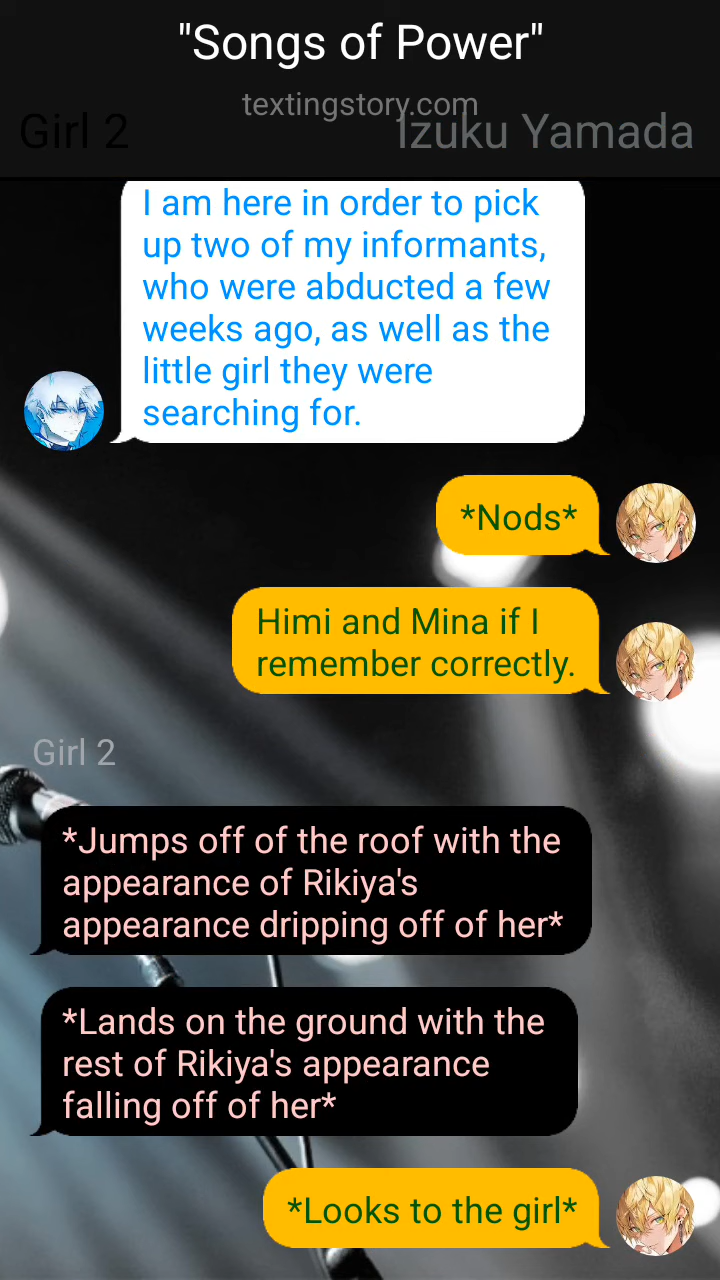 "Songs of Power"
textingstory.com
Girl 2
Izuku Yamada
I am here in order to pick
up two of my informants,
who were abducted a few
weeks ago, as well as the
little girl they were
searching for.
*Nods*
Himi and Mina if I
remember correctly.
Girl 2
*Jumps off of the roof with the
appearance of Rikiya's
appearance dripping off of her*
*Lands on the ground with the
rest of Rikiya's appearance
falling off of her*
*Looks to the girl*